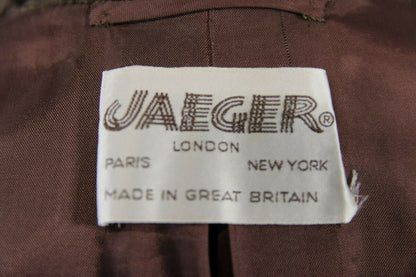 JAEGER®
LONDON
PARIS NEW YORK
MADE IN GREAT BRITAIN